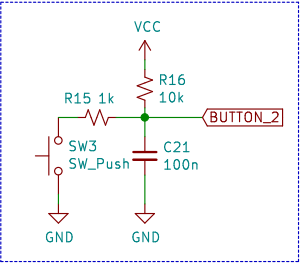 VCC
R16
10k
R15 1k
BUTTON_2
SW3
SW_Push
C21
100n
GND
GND